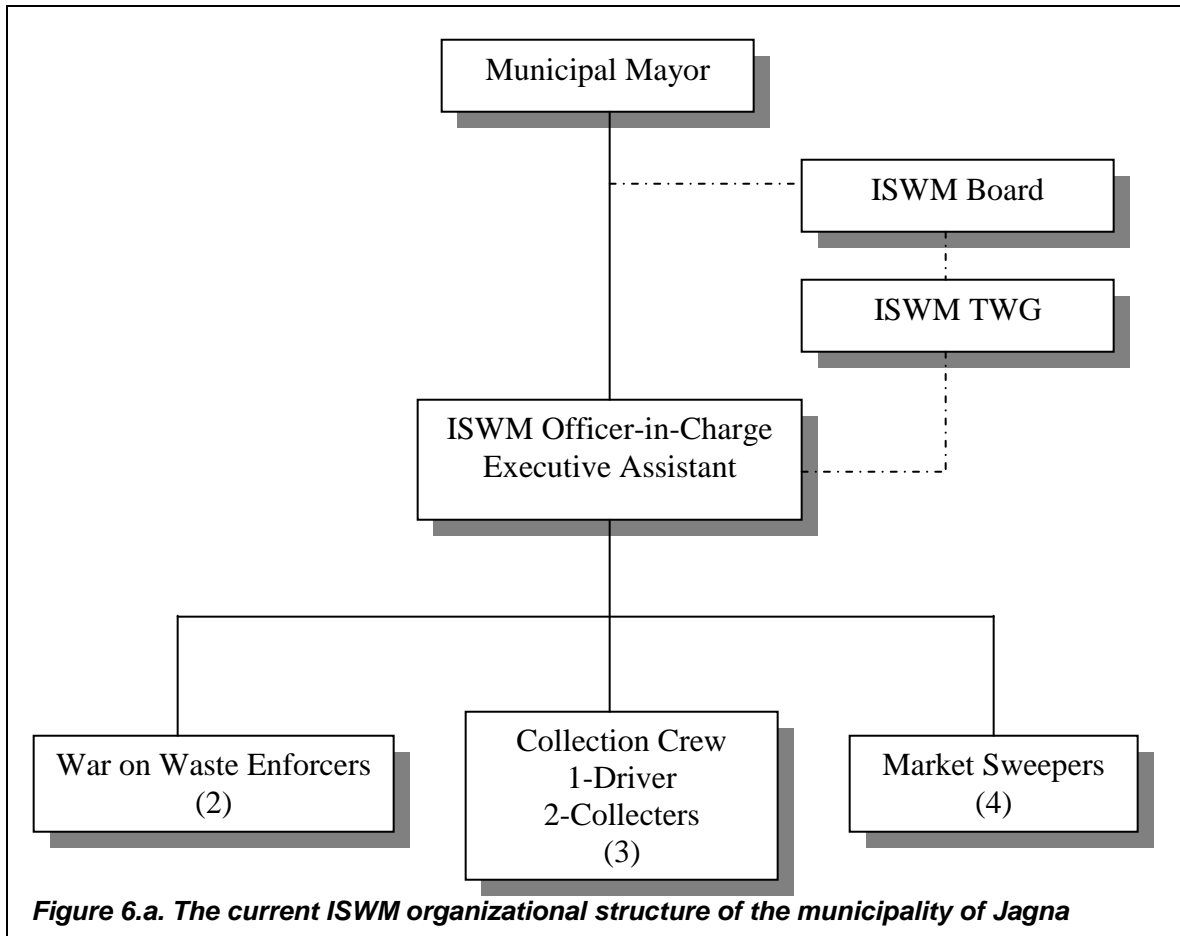 Municipal Mayor
ISWM Board
ISWM TWG
ISWM Officer-in-Charge
Executive Assistant
War on Waste Enforcers
(2)
Collection Crew
1-Driver
2-Collecters
(3)
Market Sweepers
(4)
Figure 6.a. The current ISWM organizational structure of the municipality of Jagna